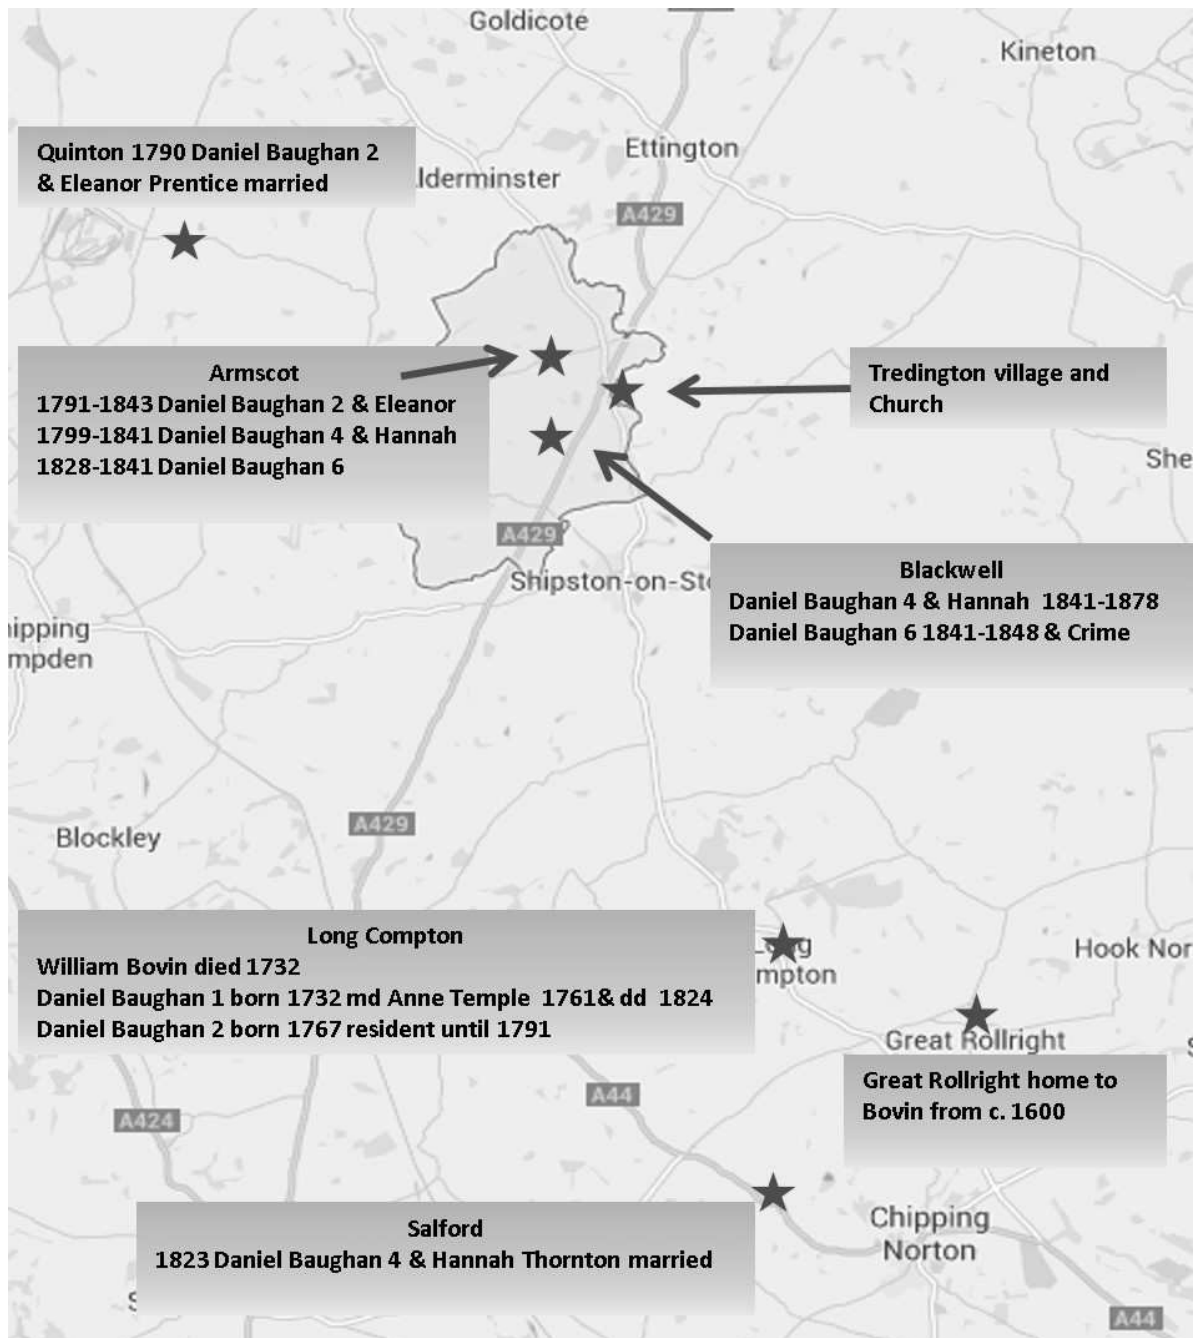 Goldicote
Kineton
Quinton 1790 Daniel Baughan 2
& Eleanor Prentice married
Ettington
lderminster
A429
Armscot
1791-1843 Daniel Baughan 2 & Eleanor
1799-1841 Daniel Baughan 4 & Hannah
1828-1841 Daniel Baughan 6
Tredington village and
Church
She
A429
Shipston-on-Sto
Blackwell
Daniel Baughan 4 & Hannah 1841-1878
Daniel Baughan 6 1841-1848 & Crime
hipping
mpden
A429
Blockley
Long Compton
William Bovin died 1732
Daniel Baughan 1 born 1732 md Anne Temple 1761& dd 1824
Daniel Baughan 2 born 1767 resident until 1791
Long
mpton
Hook Nor
Great Rollright
Great Rollright home to
Bovin from c. 1600
A44
A424
Salford
1823 Daniel Baughan 4 & Hannah Thornton married
Chipping
Norton
A44